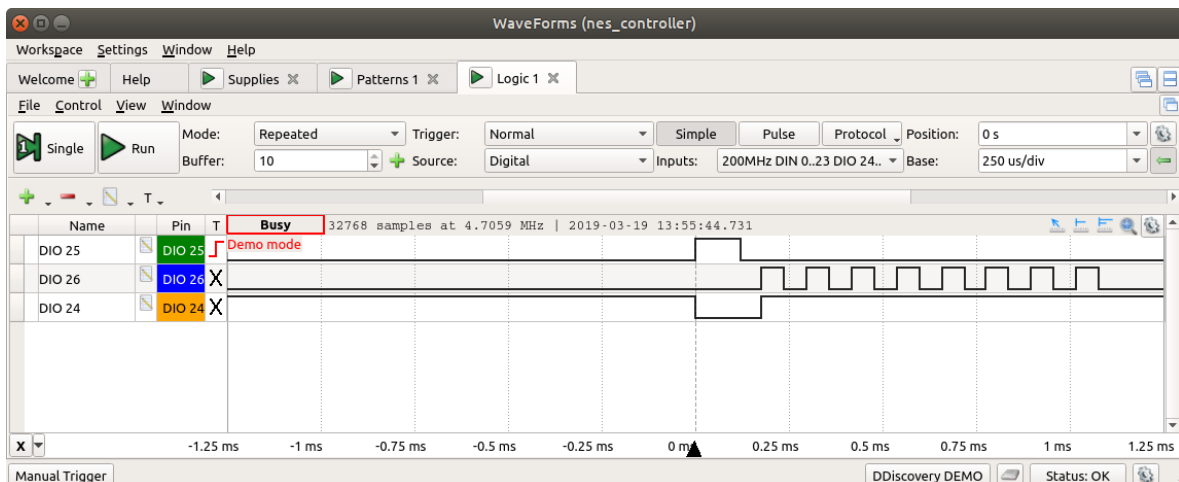 WaveForms (nes_controller)
Workspace Settings Window Help
Welcome Help Supplies Patterns 1 Logic 1
File Control View Window
1 Single Run Mode: Repeated Trigger: Normal Simple Pulse Protocol Position: 0 s
Buffer: 10 Source: Digital Inputs: 200MHz DIN 0..23 DIO 24.. Base: 250 us/div
T
Name Pin T Busy 32768 samples at 4.7059 MHz | 2019-03-19 13:55:44.731
DIO 25 DIO 25 Demo mode
DIO 26 DIO 26 X
DIO 24 DIO 24 X
X -1.25 ms -1 ms -0.75 ms -0.5 ms -0.25 ms 0 ms 0.25 ms 0.5 ms 0.75 ms 1 ms 1.25 ms
Manual Trigger DDiscovery DEMO Status: OK